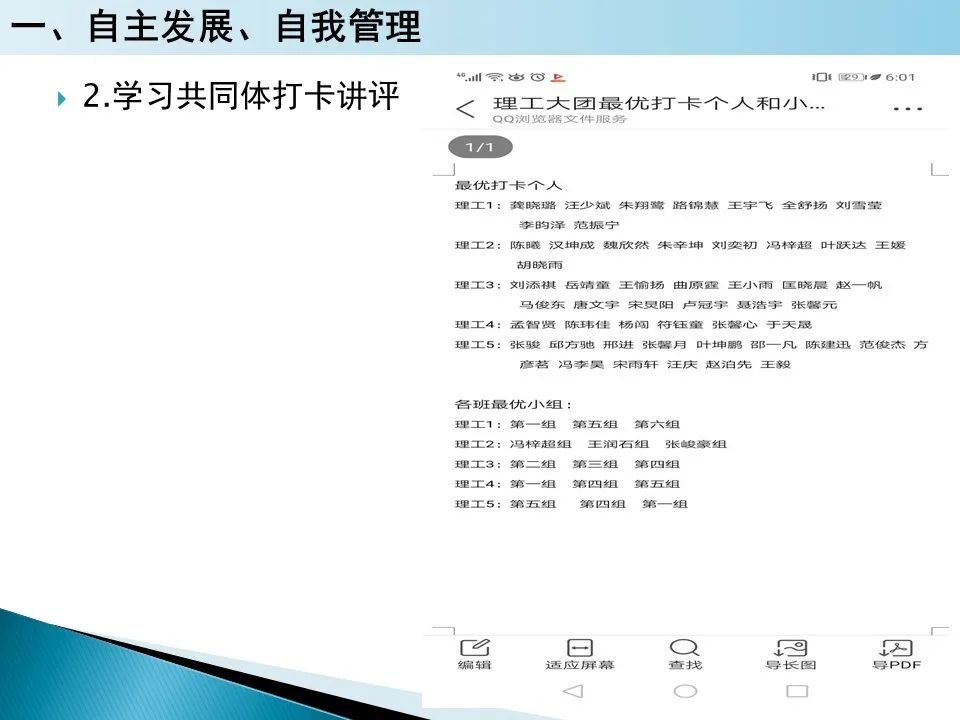 一、自主发展、自我管理
2.学习共同体打卡讲评
4G 29 6:01
理工大团最优打卡个人和小...
QQ浏览器文件服务
1/1
最优打卡个人
理工1：龚晓璐 汪少斌 朱翔鹭 路锦慧 王宇飞 全舒扬 刘雪莹
李昀泽 范振宁
理工2：陈曦 汉坤成 魏欣然 朱辛坤 刘奕初 冯梓超 叶跃达 王媛
胡晓雨
理工3：刘添祺 岳靖童 王愉扬 曲原霆 王小雨 匡晓晨 赵一帆
马俊东 唐文宇 宋炅阳 卢冠宇 聂浩宇 张馨元
理工4：孟智贤 陈玮佳 杨闯 符钰童 张馨心 于天晟
理工5：张骏 邱方驰 邢进 张馨月 叶坤鹏 邵一凡 陈建迅 范俊杰 方
彦茗 冯李昊 宋雨轩 汪庆 赵泊先 王毅
各班最优小组：
理工1：第一组 第五组 第六组
理工2：冯梓超组 王润石组 张峻豪组
理工3：第二组 第三组 第四组
理工4：第一组 第四组 第五组
理工5：第五组 第四组 第一组
编辑 适应屏幕 查找 导长图 导PDF